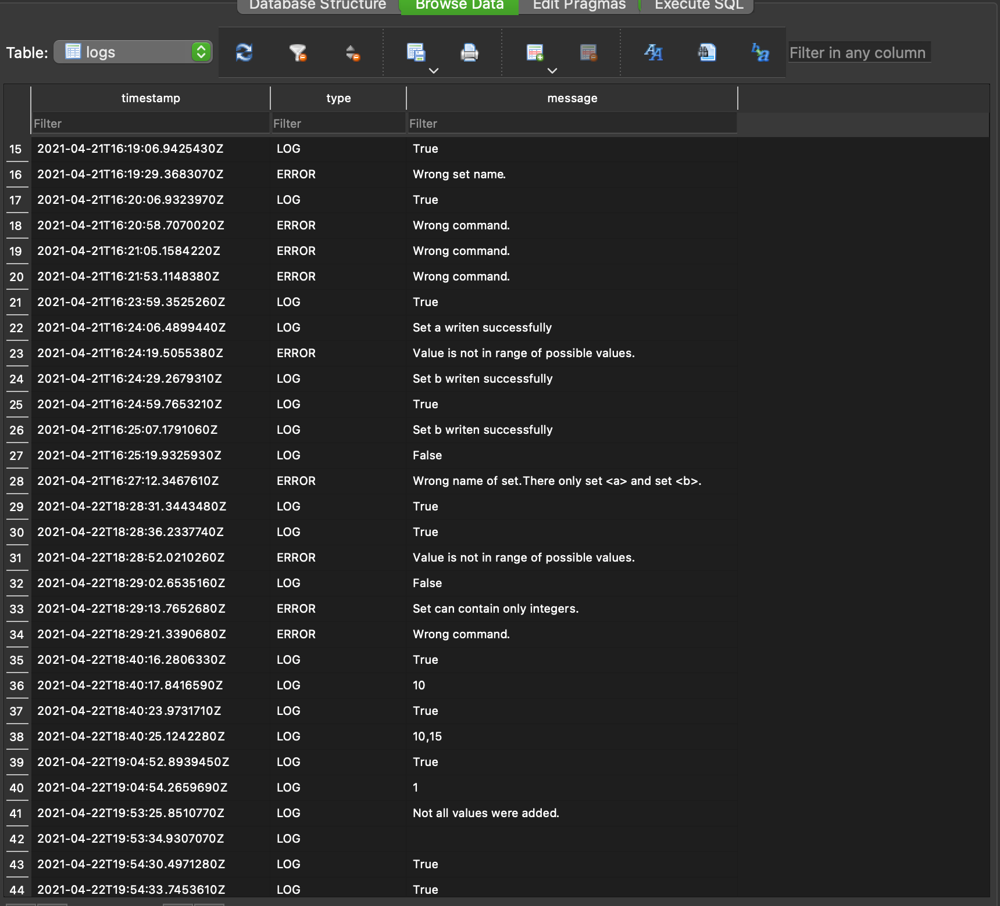 Database Structure Browse Data Edit Pragmas Execute SQL
Table: logs Filter in any column
timestamp type message
Filter Filter Filter
15 2021-04-21T16:19:06.9425430Z LOG True
16 2021-04-21T16:19:29.3683070Z ERROR Wrong set name.
17 2021-04-21T16:20:06.9323970Z LOG True
18 2021-04-21T16:20:58.7070020Z ERROR Wrong command.
19 2021-04-21T16:21:05.1584220Z ERROR Wrong command.
20 2021-04-21T16:21:53.1148380Z ERROR Wrong command.
21 2021-04-21T16:23:59.3525260Z LOG True
22 2021-04-21T16:24:06.4899440Z LOG Set a writen successfully
23 2021-04-21T16:24:19.5055380Z ERROR Value is not in range of possible values.
24 2021-04-21T16:24:29.2679310Z LOG Set b writen successfully
25 2021-04-21T16:24:59.7653210Z LOG True
26 2021-04-21T16:25:07.1791060Z LOG Set b writen successfully
27 2021-04-21T16:25:19.9325930Z LOG False
28 2021-04-21T16:27:12.3467610Z ERROR Wrong name of set.There only set <a> and set <b>.
29 2021-04-22T18:28:31.3443480Z LOG True
30 2021-04-22T18:28:36.2337740Z LOG True
31 2021-04-22T18:28:52.0210260Z ERROR Value is not in range of possible values.
32 2021-04-22T18:29:02.6535160Z LOG False
33 2021-04-22T18:29:13.7652680Z ERROR Set can contain only integers.
34 2021-04-22T18:29:21.3390680Z ERROR Wrong command.
35 2021-04-22T18:40:16.2806330Z LOG True
36 2021-04-22T18:40:17.8416590Z LOG 10
37 2021-04-22T18:40:23.9731710Z LOG True
38 2021-04-22T18:40:25.1242280Z LOG 10,15
39 2021-04-22T19:04:52.8939450Z LOG True
40 2021-04-22T19:04:54.2659690Z LOG 1
41 2021-04-22T19:53:25.8510770Z LOG Not all values were added.
42 2021-04-22T19:53:34.9307070Z LOG
43 2021-04-22T19:54:30.4971280Z LOG True
44 2021-04-22T19:54:33.7453610Z LOG True